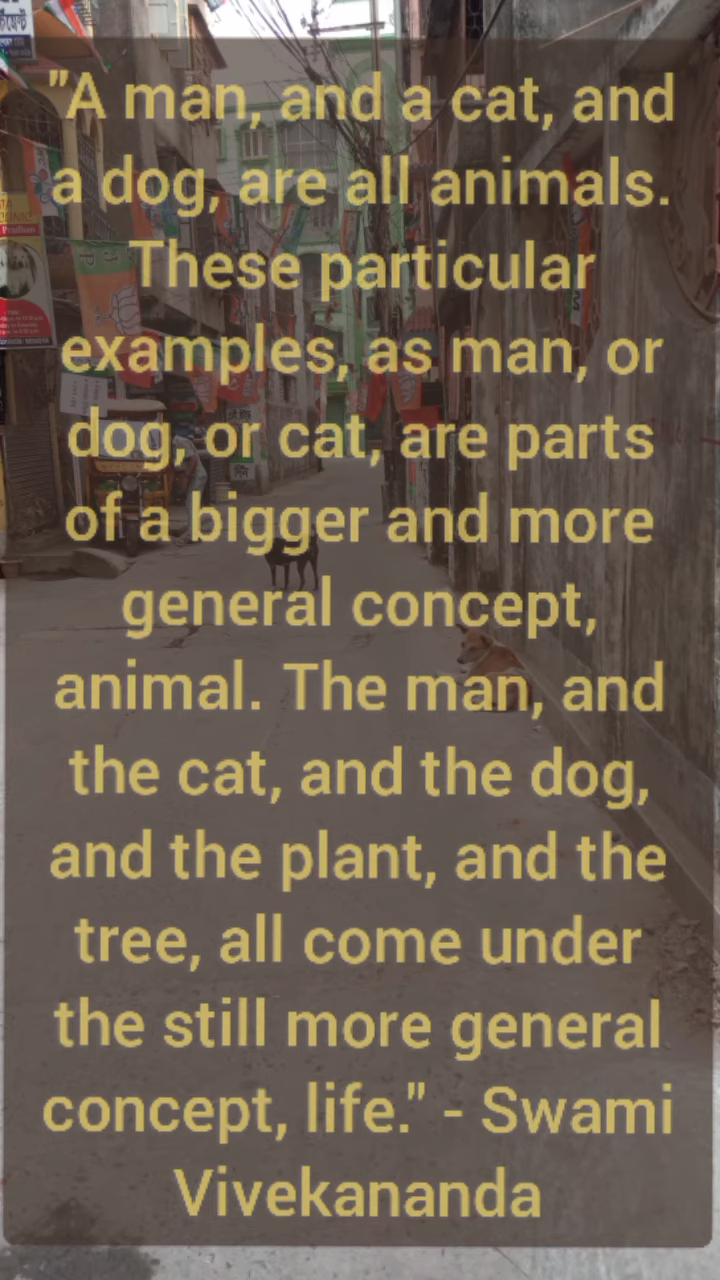 "A man, and a cat, and
a dog, are all animals.
These particular
examples, as man, or
dog, or cat, are parts
of a bigger and more
general concept,
animal. The man, and
the cat, and the dog,
and the plant, and the
tree, all come under
the still more general
concept, life." - Swami
Vivekananda
Pradhan